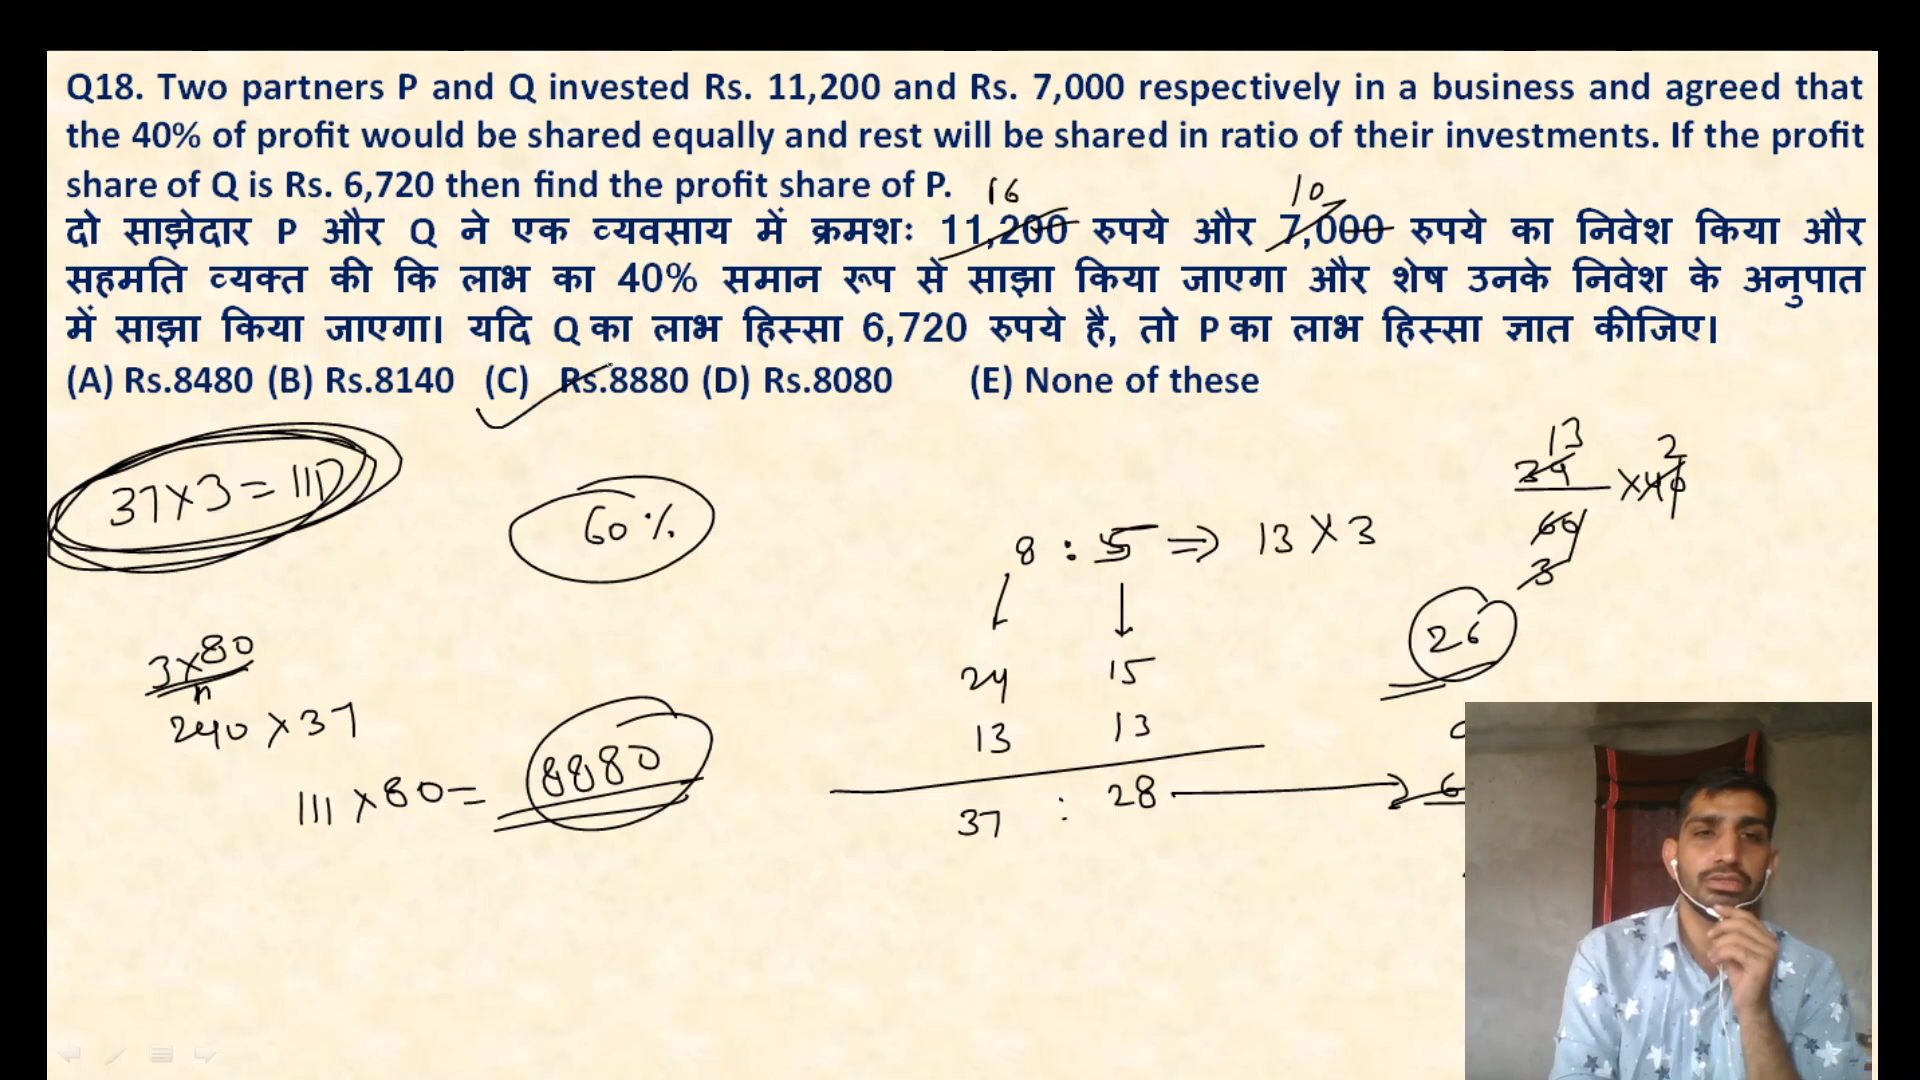 Q18. Two partners P and Q invested Rs. 11,200 and Rs. 7,000 respectively in a business and agreed that
the 40% of profit would be shared equally and rest will be shared in ratio of their investments. If the profit
share of Q is Rs. 6,720 then find the profit share of P.
16 10
दो साझेदार P और Q ने एक व्यवसाय में क्रमशः 11,200 रुपये और 7,000 रुपये का निवेश किया और
सहमति व्यक्त की कि लाभ का 40% समान रूप से साझा किया जाएगा और शेष उनके निवेश के अनुपात
में साझा किया जाएगा। यदि Q का लाभ हिस्सा 6,720 रुपये है, तो P का लाभ हिस्सा ज्ञात कीजिए।
(A) Rs.8480 (B) Rs.8140 (C) Rs.8880 (D) Rs.8080 (E) None of these
13 2
39 × 40
60
3
37 × 3 = 111
60 %
8 : 5 ⇒ 13 × 3
26
3 × 80
24 15
240 × 37
13 13
111 × 80 = 8880
37 : 28